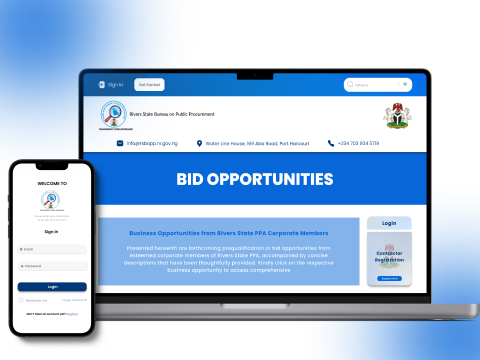 Sign In
Get Started
Category
Rivers State Bureau on Public Procurement
info@rsbopp.rv.gov.ng
Water Line House, 199 Aba Road, Port Harcourt
+234 703 604 5719
BID OPPORTUNITIES
Business Opportunities from Rivers State PPA Corporate Members
Presented herewith are forthcoming prequalification or bid opportunities from
esteemed corporate members of Rivers State PPA, accompanied by concise
descriptions that have been thoughtfully provided. Kindly click on the respective
business opportunity to access comprehensive
Login
Contractor
Registration
WELCOME TO
Sign In
Email
Password
Login
Remember me
Forgot Password?
Don't have an account yet? Register